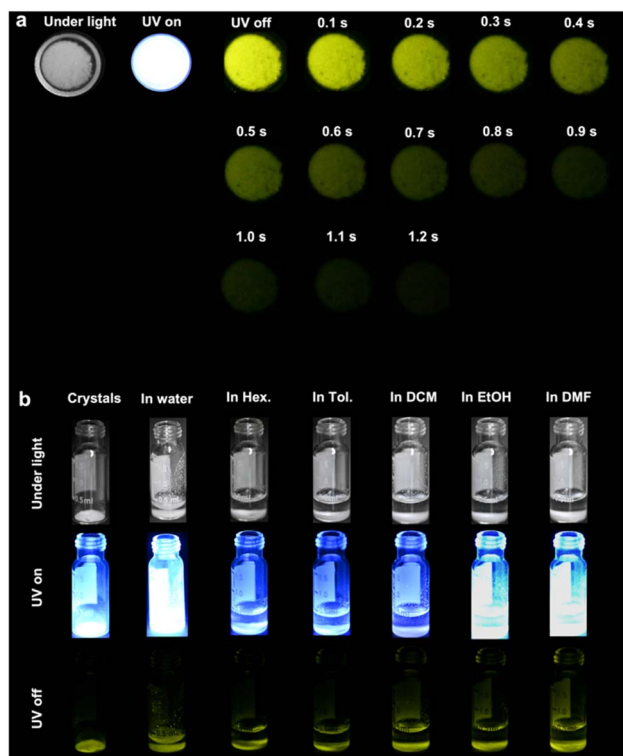 a
Under light UV on UV off 0.1 s 0.2 s 0.3 s 0.4 s
0.5 s 0.6 s 0.7 s 0.8 s 0.9 s
1.0 s 1.1 s 1.2 s
b
Crystals In water In Hex. In Tol. In DCM In EtOH In DMF
Under light
UV on
UV off